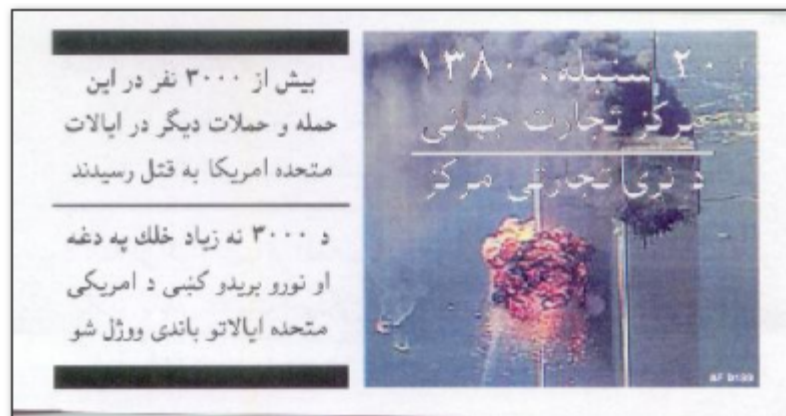 بیش از ۳۰۰۰ نفر در این
حمله و حملات دیگر در ایالات
متحده امریکا به قتل رسیدند
د ۳۰۰۰ نه زیاد خلك په دغه
او نورو بریدو کښی د امریکی
متحده ایالاتو باندی ووژل شو
۲۰ سنبله، ۱۳۸۰
مرکز تجارت جهانی
د نړۍ تجارتی مرکز